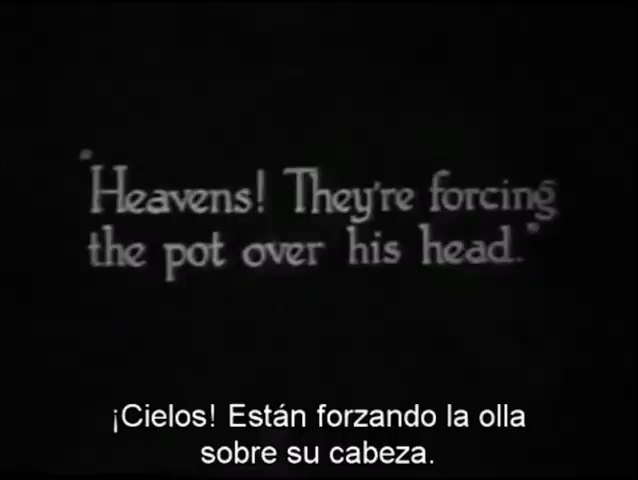 "Heavens! They're forcing
the pot over his head."
¡Cielos! Están forzando la olla
sobre su cabeza.